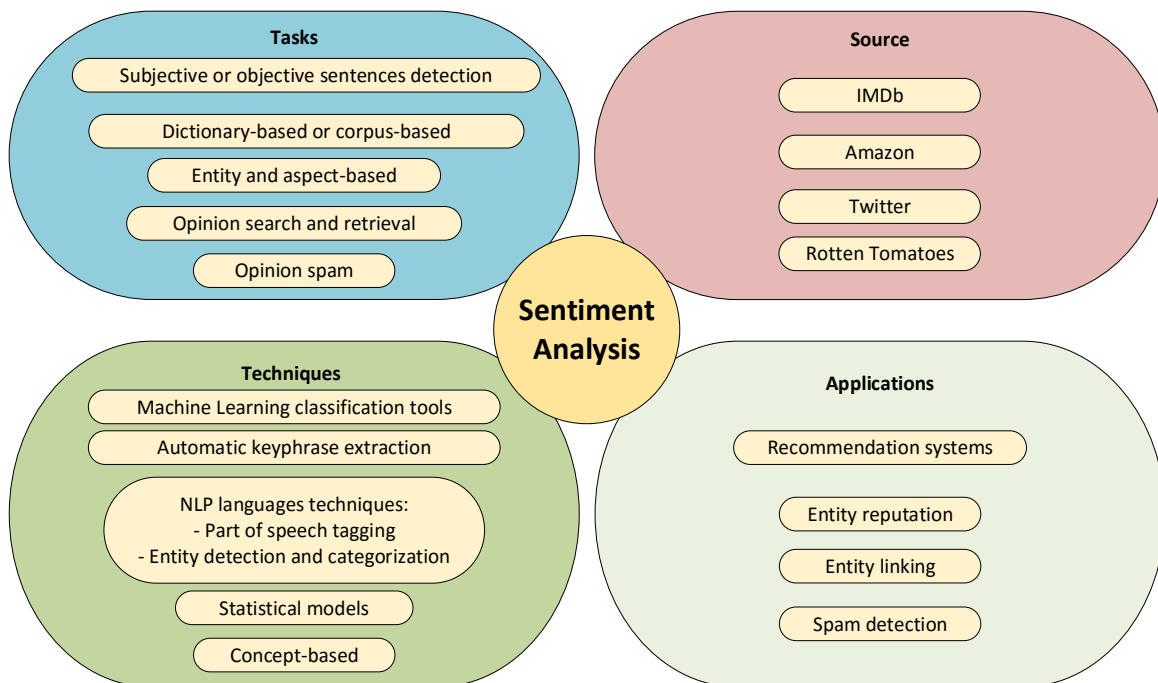 Tasks
Subjective or objective sentences detection
Dictionary-based or corpus-based
Entity and aspect-based
Opinion search and retrieval
Opinion spam
Source
IMDb
Amazon
Twitter
Rotten Tomatoes
Sentiment
Analysis
Techniques
Machine Learning classification tools
Automatic keyphrase extraction
NLP languages techniques:
- Part of speech tagging
- Entity detection and categorization
Statistical models
Concept-based
Applications
Recommendation systems
Entity reputation
Entity linking
Spam detection